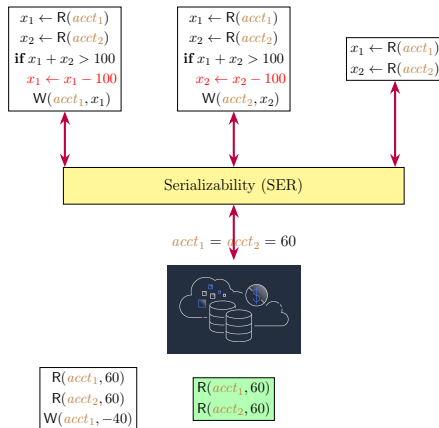 x₁ ← R(acct₁)
x₂ ← R(acct₂)
if x₁ + x₂ > 100
x₁ ← x₁ − 100
W(acct₁, x₁)
x₁ ← R(acct₁)
x₂ ← R(acct₂)
if x₁ + x₂ > 100
x₂ ← x₂ − 100
W(acct₂, x₂)
x₁ ← R(acct₁)
x₂ ← R(acct₂)
Serializability (SER)
acct₁ = acct₂ = 60
R(acct₁, 60)
R(acct₂, 60)
W(acct₁, −40)
R(acct₁, 60)
R(acct₂, 60)